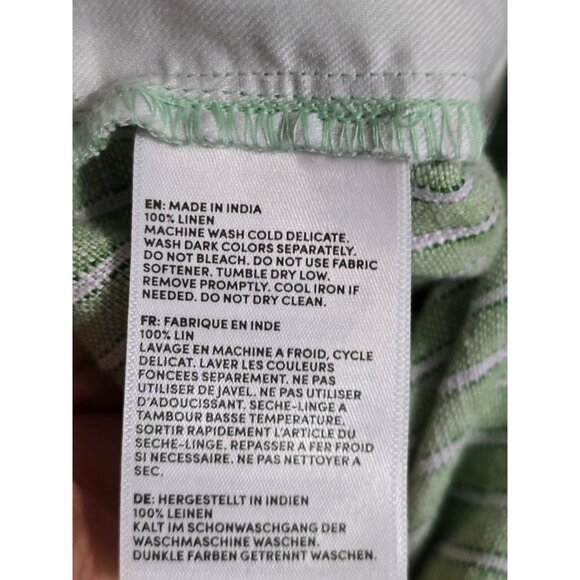 EN: MADE IN INDIA
100% LINEN
MACHINE WASH COLD DELICATE.
WASH DARK COLORS SEPARATELY.
DO NOT BLEACH. DO NOT USE FABRIC
SOFTENER. TUMBLE DRY LOW.
REMOVE PROMPTLY. COOL IRON IF
NEEDED. DO NOT DRY CLEAN.
FR: FABRIQUE EN INDE
100% LIN
LAVAGE EN MACHINE A FROID, CYCLE
DELICAT. LAVER LES COULEURS
FONCEES SEPAREMENT. NE PAS
UTILISER DE JAVEL. NE PAS UTILISER
D'ADOUCISSANT. SECHE-LINGE A
TAMBOUR BASSE TEMPERATURE.
SORTIR RAPIDEMENT L'ARTICLE DU
SECHE-LINGE. REPASSER A FER FROID
SI NECESSAIRE. NE PAS NETTOYER A
SEC.
DE: HERGESTELLT IN INDIEN
100% LEINEN
KALT IM SCHONWASCHGANG DER
WASCHMASCHINE WASCHEN.
DUNKLE FARBEN GETRENNT WASCHEN.